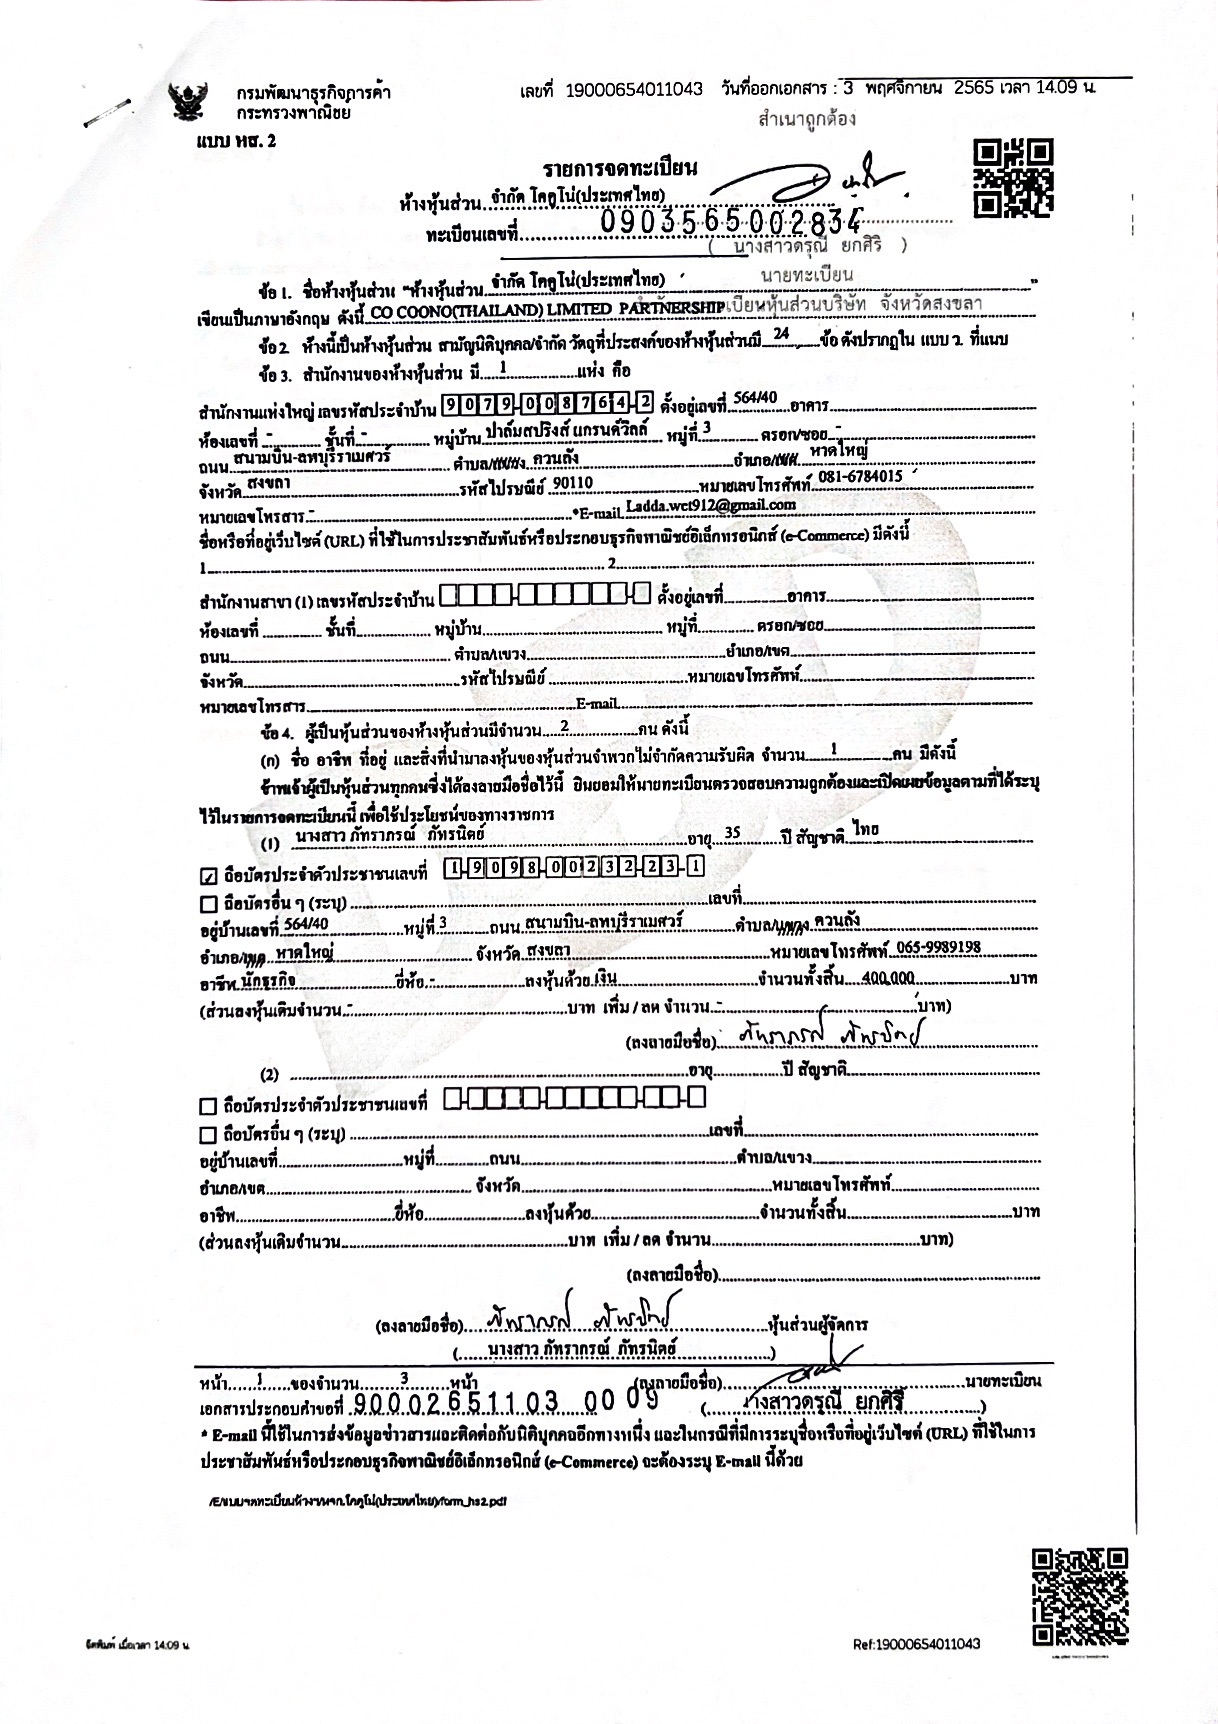 กรมพัฒนาธุรกิจการค้า
กระทรวงพาณิชย์
เลขที่ 19000654011043 วันที่ออกเอกสาร : 3 พฤศจิกายน 2565 เวลา 14.09 น.
สำเนาถูกต้อง
แบบ หส. 2
รายการจดทะเบียน
ห้างหุ้นส่วน จำกัด โคคูโน่(ประเทศไทย)
ทะเบียนเลขที่ 0903565002834
( นางสาวดรุณี ยกศิริ )
นายทะเบียน
ข้อ 1. ชื่อห้างหุ้นส่วน "ห้างหุ้นส่วน จำกัด โคคูโน่(ประเทศไทย) "
เขียนเป็นภาษาอังกฤษ ดังนี้ CO COONO(THAILAND) LIMITED PARTNERSHIP เบียนหุ้นส่วนบริษัท จังหวัดสงขลา
ข้อ 2. ห้างนี้เป็นห้างหุ้นส่วน สามัญนิติบุคคล/จำกัด วัตถุที่ประสงค์ของห้างหุ้นส่วนมี 24 ข้อ ดังปรากฏใน แบบ ว. ที่แนบ
ข้อ 3. สำนักงานของห้างหุ้นส่วน มี 1 แห่ง คือ
สำนักงานแห่งใหญ่ เลขรหัสประจำบ้าน 9079-008764-2 ตั้งอยู่เลขที่ 564/40 อาคาร
ห้องเลขที่ - ชั้นที่ - หมู่บ้าน ปาล์มสปริงส์ แกรนด์วิลล์ หมู่ที่ 3 ตรอก/ซอย -
ถนน สนามบิน-ลพบุรีราเมศวร์ ตำบล/แขวง ควนลัง อำเภอ/เขต หาดใหญ่
จังหวัด สงขลา รหัสไปรษณีย์ 90110 หมายเลขโทรศัพท์ 081-6784015
หมายเลขโทรสาร - *E-mail Ladda.wet912@gmail.com
ชื่อหรือที่อยู่เว็บไซต์ (URL) ที่ใช้ในการประชาสัมพันธ์หรือประกอบธุรกิจพาณิชย์อิเล็กทรอนิกส์ (e-Commerce) มีดังนี้
1. 2.
สำนักงานสาขา (1) เลขรหัสประจำบ้าน ตั้งอยู่เลขที่ อาคาร
ห้องเลขที่ ชั้นที่ หมู่บ้าน หมู่ที่ ตรอก/ซอย
ถนน ตำบล/แขวง อำเภอ/เขต
จังหวัด รหัสไปรษณีย์ หมายเลขโทรศัพท์
หมายเลขโทรสาร E-mail
ข้อ 4. ผู้เป็นหุ้นส่วนของห้างหุ้นส่วนมีจำนวน 2 คน ดังนี้
(ก) ชื่อ อาชีพ ที่อยู่ และสิ่งที่นำมาลงหุ้นของหุ้นส่วนจำพวกไม่จำกัดความรับผิด จำนวน 1 คน มีดังนี้
ข้าพเจ้าผู้เป็นหุ้นส่วนทุกคนซึ่งได้ลงลายมือชื่อไว้นี้ ยินยอมให้นายทะเบียนตรวจสอบความถูกต้องและเปิดเผยข้อมูลตามที่ได้ระบุ
ไว้ในรายการจดทะเบียนนี้ เพื่อใช้ประโยชน์ของทางราชการ
(1) นางสาว ภัทราภรณ์ ภัทรนิตย์ อายุ 35 ปี สัญชาติ ไทย
ถือบัตรประจำตัวประชาชนเลขที่ 1-9098-00232-23-1
ถือบัตรอื่น ๆ (ระบุ) เลขที่
อยู่บ้านเลขที่ 564/40 หมู่ที่ 3 ถนน สนามบิน-ลพบุรีราเมศวร์ ตำบล/แขวง ควนลัง
อำเภอ/เขต หาดใหญ่ จังหวัด สงขลา หมายเลขโทรศัพท์ 065-9989198
อาชีพ นักธุรกิจ ยี่ห้อ - ลงหุ้นด้วย เงิน จำนวนทั้งสิ้น 400,000 บาท
(ส่วนลงหุ้นเดิมจำนวน - บาท เพิ่ม / ลด จำนวน - บาท)
(ลงลายมือชื่อ) ภัทราภรณ์ ภัทรนิตย์
(2) อายุ ปี สัญชาติ
ถือบัตรประจำตัวประชาชนเลขที่
ถือบัตรอื่น ๆ (ระบุ) เลขที่
อยู่บ้านเลขที่ หมู่ที่ ถนน ตำบล/แขวง
อำเภอ/เขต จังหวัด หมายเลขโทรศัพท์
อาชีพ ยี่ห้อ ลงหุ้นด้วย จำนวนทั้งสิ้น บาท
(ส่วนลงหุ้นเดิมจำนวน บาท เพิ่ม / ลด จำนวน บาท)
(ลงลายมือชื่อ)
(ลงลายมือชื่อ) ภัทราภรณ์ ภัทรนิตย์ หุ้นส่วนผู้จัดการ
( นางสาว ภัทราภรณ์ ภัทรนิตย์ )
หน้า 1 ของจำนวน 3 หน้า (ลงลายมือชื่อ) นายทะเบียน
เอกสารประกอบคำขอที่ 90002651103 0009 ( นางสาวดรุณี ยกศิริ )
* E-mail นี้ใช้ในการส่งข้อมูลข่าวสารและติดต่อกับนิติบุคคลอีกทางหนึ่ง และในกรณีที่มีการระบุชื่อหรือที่อยู่เว็บไซต์ (URL) ที่ใช้ในการ
ประชาสัมพันธ์หรือประกอบธุรกิจพาณิชย์อิเล็กทรอนิกส์ (e-Commerce) จะต้องระบุ E-mail นี้ด้วย
/E/แบบจดทะเบียนห้างฯ/หจก.โคคูโน่(ประเทศไทย)/form_hs2.pdf
จัดพิมพ์ เมื่อเวลา 14:09 น.
Ref:19000654011043